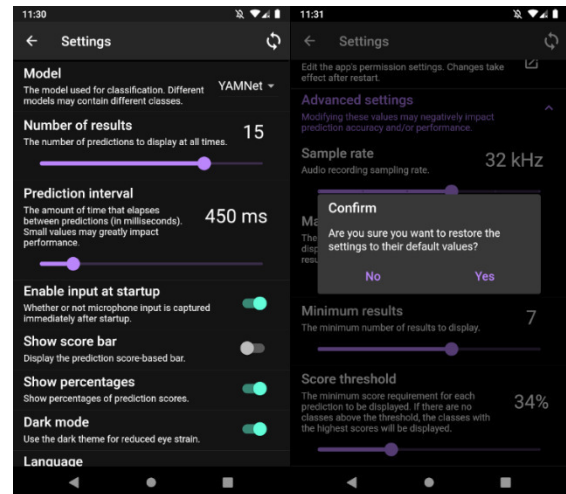 11:30
Settings
Model
The model used for classification. Different
models may contain different classes.
YAMNet
Number of results
The number of predictions to display at all times.
15
Prediction interval
The amount of time that elapses
between predictions (in milliseconds).
Small values may greatly impact
performance.
450 ms
Enable input at startup
Whether or not microphone input is captured
immediately after startup.
Show score bar
Display the prediction score-based bar.
Show percentages
Show percentages of prediction scores.
Dark mode
Use the dark theme for reduced eye strain.
Language
11:31
Settings
Edit the app's permission settings. Changes take
effect after restart.
Advanced settings
Modifying these values may negatively impact
prediction accuracy and/or performance.
Sample rate
Audio recording sampling rate.
32 kHz
Confirm
Are you sure you want to restore the
settings to their default values?
No Yes
Minimum results
The minimum number of results to display.
7
Score threshold
The minimum score requirement for each
prediction to be displayed. If there are no
classes above the threshold, the classes with
the highest scores will be displayed.
34%